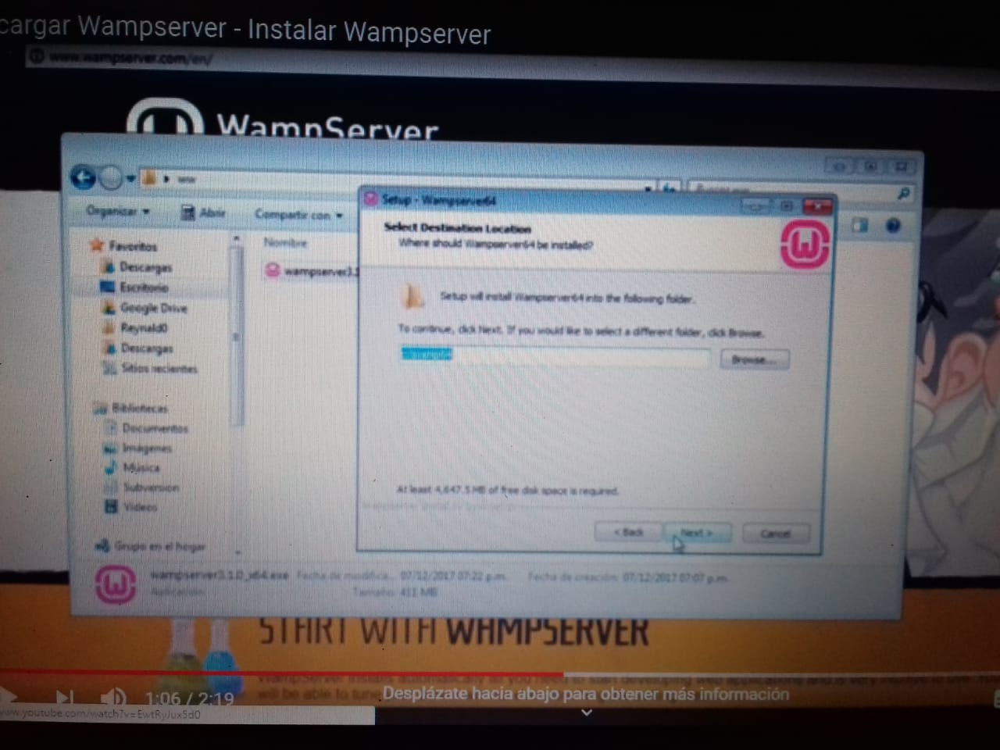 cargar Wampserver - Instalar Wampserver
www.wampserver.com/en/
WampServer
Organizar
Abrir
Compartir con
Setup - Wampserver64
Select Destination Location
Where should Wampserver64 be installed?
Favoritos
Descargas
Escritorio
Google Drive
Reynald0
Descargas
Sitios recientes
Nombre
wampserver3.1
Setup will install Wampserver64 into the following folder.
To continue, click Next. If you would like to select a different folder, click Browse.
Browse...
Bibliotecas
Documentos
Imágenes
Música
Subversion
Vídeos
Grupo en el hogar
At least 4,647.5 MB of free disk space is required.
< Back
Next >
Cancel
wampserver3.1.0_x64.exe Fecha de modifica... 07/12/2017 07:22 p.m. Fecha de creación: 07/12/2017 07:07 p.m.
Aplicación Tamaño: 411 MB
START WITH WAMPSERVER
will be able to tune
1:06 / 2:19
Desplázate hacia abajo para obtener más información
www.youtube.com/watch?v=EwtRyJux5d0